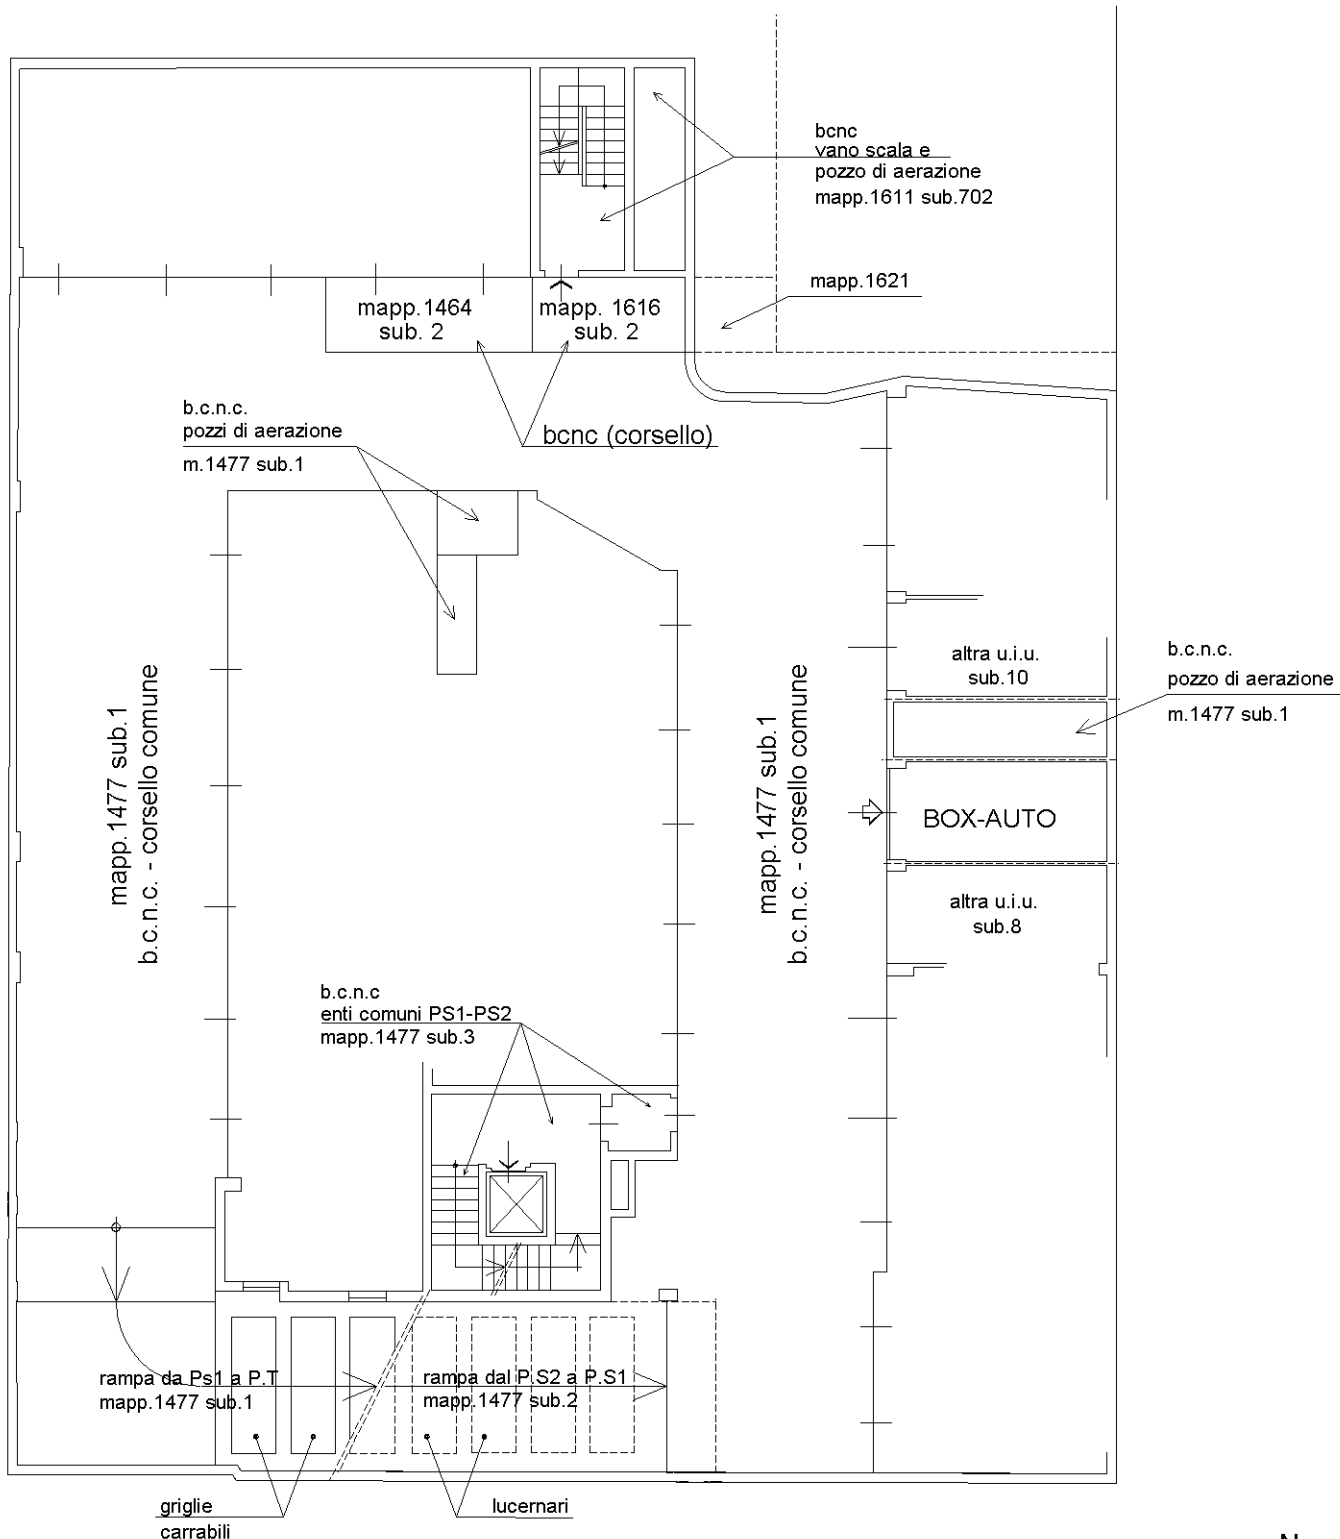 bcnc
vano scala e
pozzo di aerazione
mapp.1611 sub.702
mapp.1621
mapp.1464
sub. 2
mapp. 1616
sub. 2
b.c.n.c.
pozzi di aerazione
m.1477 sub.1
bcnc (corsello)
altra u.i.u.
sub.10
b.c.n.c.
pozzo di aerazione
m.1477 sub.1
mapp.1477 sub.1
b.c.n.c. - corsello comune
mapp.1477 sub.1
b.c.n.c. - corsello comune
BOX-AUTO
altra u.i.u.
sub.8
b.c.n.c
enti comuni PS1-PS2
mapp.1477 sub.3
rampa da Ps1 a P.T
mapp.1477 sub.1
rampa dal P.S2 a P.S1
mapp.1477 sub.2
griglie
carrabili
lucernari